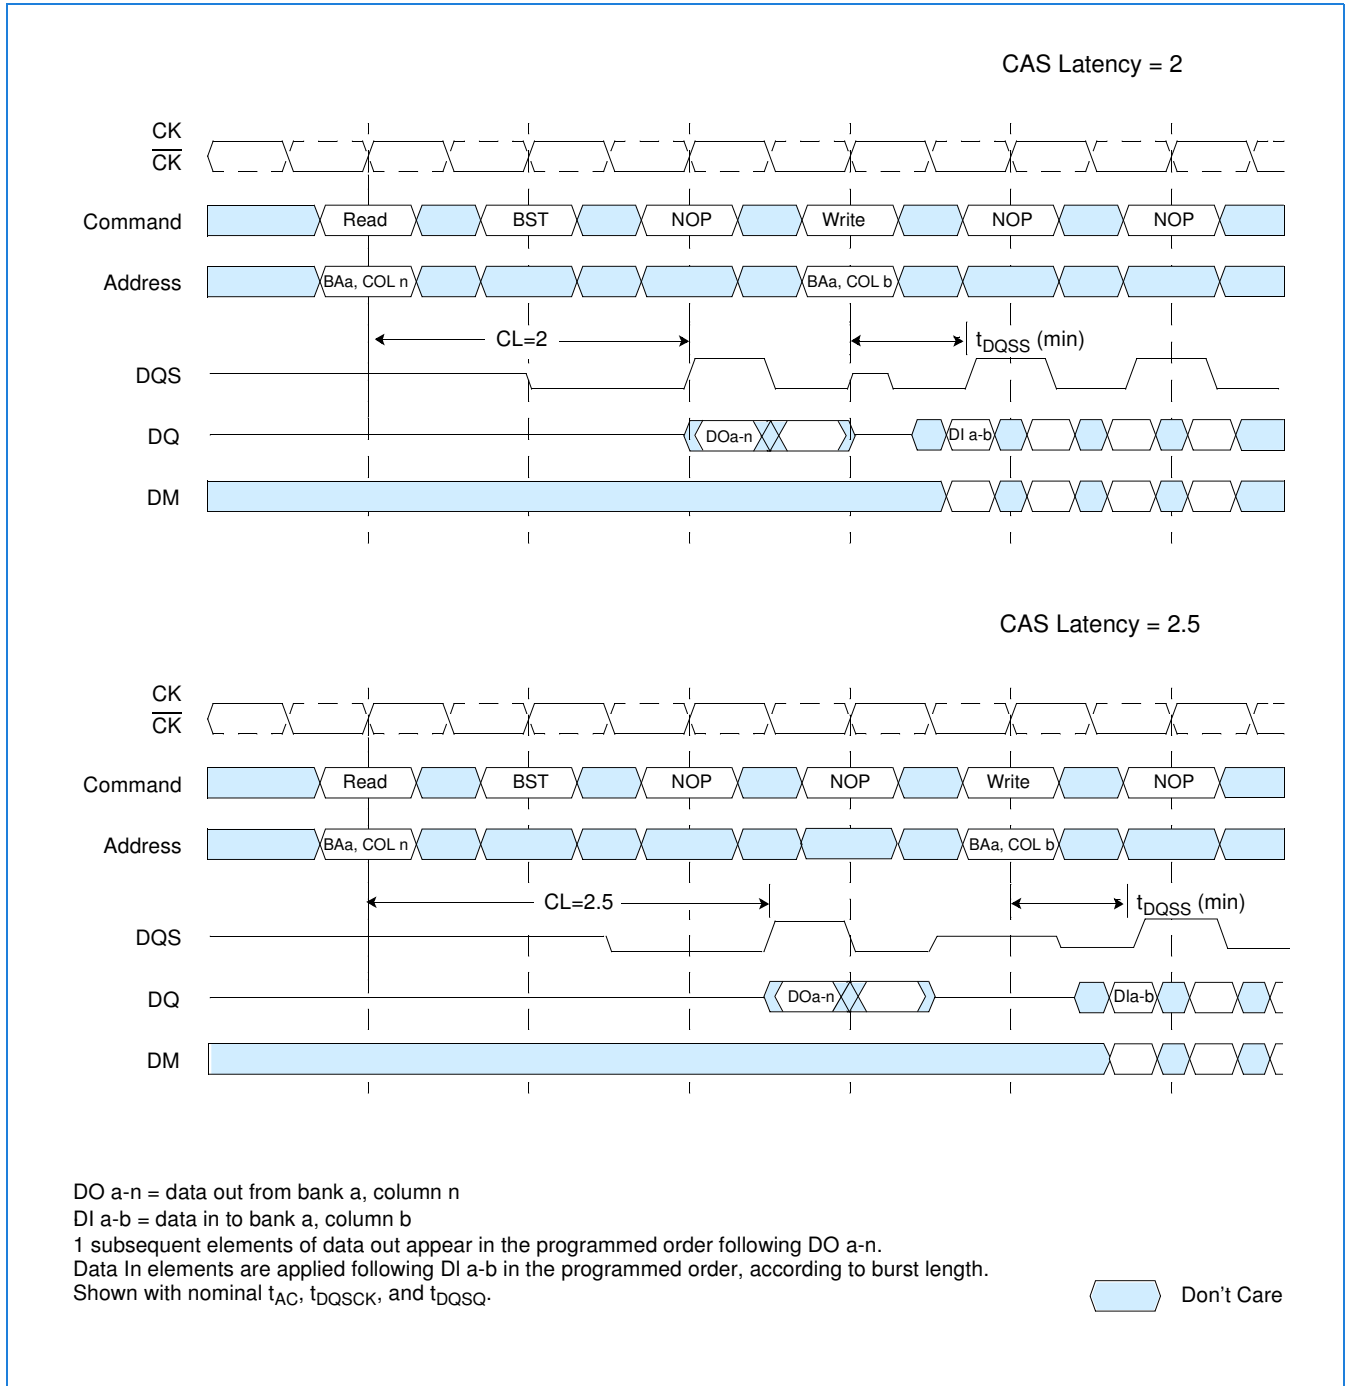 CAS Latency = 2
CK
CK
Command Read BST NOP Write NOP NOP
Address BAa, COL n BAa, COL b
CL=2 tDQSS (min)
DQS
DQ DOa-n DI a-b
DM
CAS Latency = 2.5
CK
CK
Command Read BST NOP NOP Write NOP
Address BAa, COL n BAa, COL b
CL=2.5 tDQSS (min)
DQS
DQ DOa-n DIa-b
DM
DO a-n = data out from bank a, column n
DI a-b = data in to bank a, column b
1 subsequent elements of data out appear in the programmed order following DO a-n.
Data In elements are applied following DI a-b in the programmed order, according to burst length.
Shown with nominal tAC, tDQSCK, and tDQSQ.
Don't Care